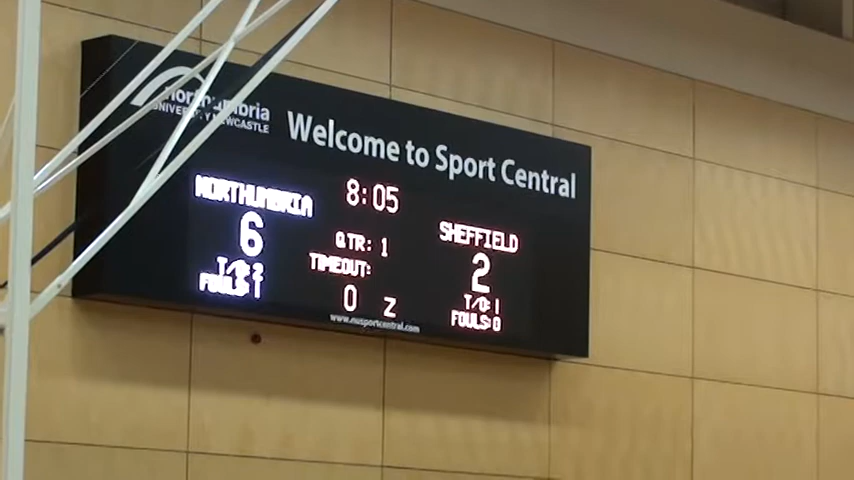 northumbria
UNIVERSITY NEWCASTLE
Welcome to Sport Central
NORTHUMBRIA
6
T/O: 2
FOULS: 1
8:05
QTR: 1
TIMEOUT:
0 Z
SHEFFIELD
2
T/O: 1
FOULS: 0
www.nusportcentral.com